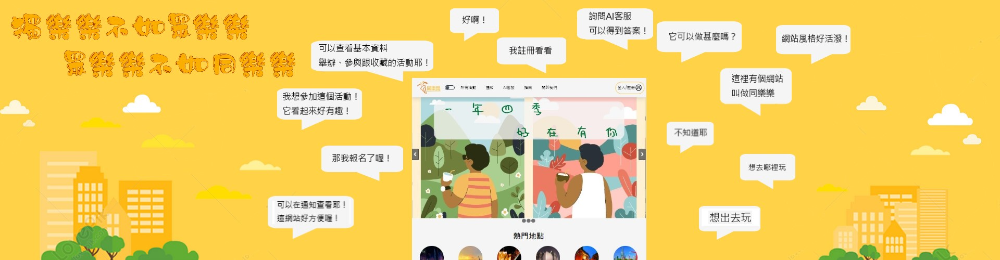 獨樂樂不如眾樂樂
眾樂樂不如同樂樂
好啊！
詢問AI客服
可以得到答案！
它可以做甚麼嗎？
網站風格好活潑！
可以查看基本資料
舉辦、參與跟收藏的活動耶！
我註冊看看
這裡有個網站
叫做同樂樂
我想參加這個活動！
它看起來好有趣！
同樂樂
所有活動
通知
AI客服
指南
關於我們
登入/註冊
一年四季
好在有你
不知道耶
那我報名了喔！
想去哪裡玩
可以在通知查看耶！
這網站好方便喔！
想出去玩
熱門地點